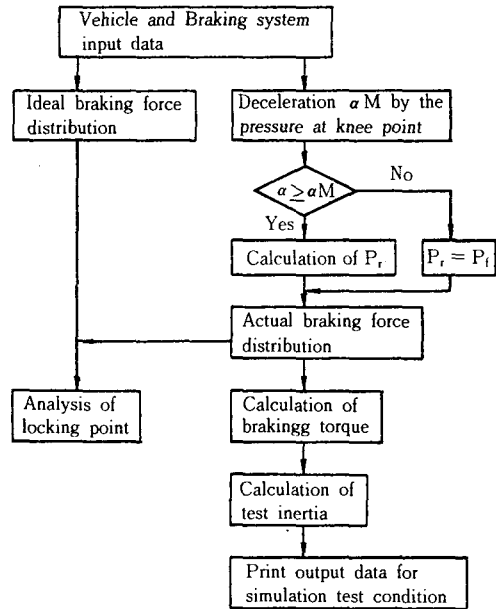 Vehicle and Braking system
input data
Ideal braking force
distribution
Deceleration αM by the
pressure at knee point
α ≥ αM
No
Yes
Calculation of Pr
Pr = Pf
Actual braking force
distribution
Analysis of
locking point
Calculation of
brakingg torque
Calculation of
test inertia
Print output data for
simulation test condition